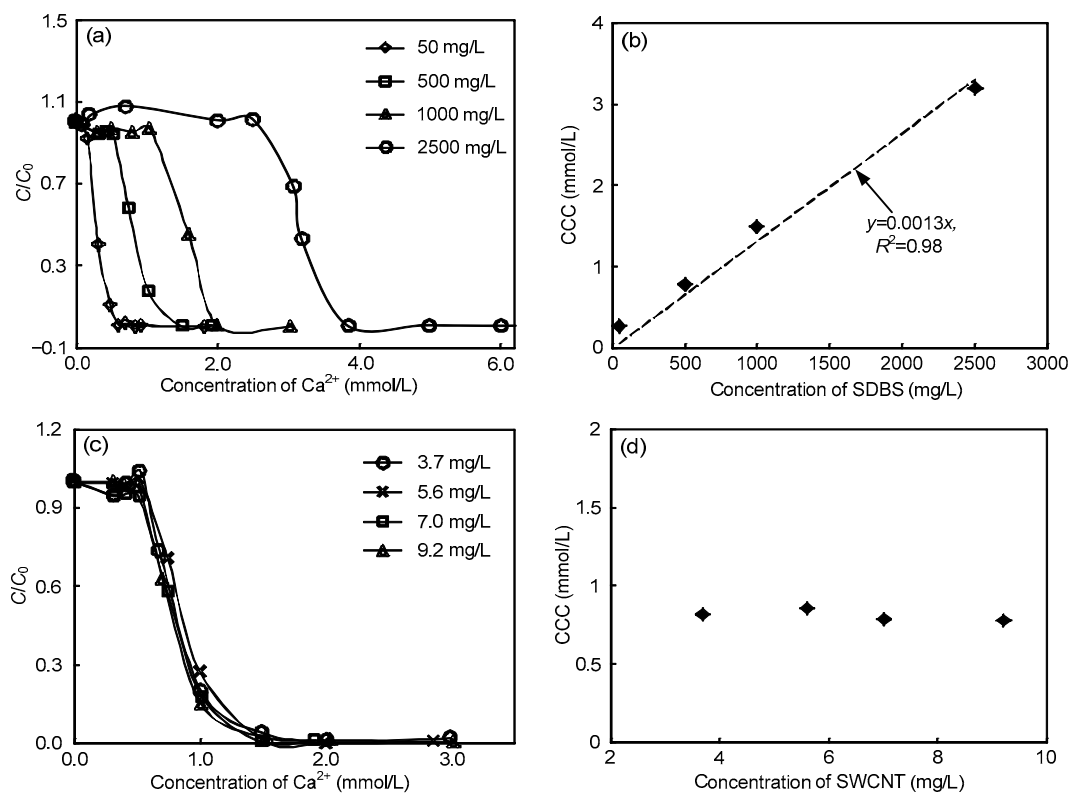 (a)
1.5
1.1
0.7
0.3
–0.1
C/C0
50 mg/L
500 mg/L
1000 mg/L
2500 mg/L
0.0 2.0 4.0 6.0
Concentration of Ca2+ (mmol/L)
(b)
4
3
2
1
0
CCC (mmol/L)
y=0.0013x,
R2=0.98
0 500 1000 1500 2000 2500 3000
Concentration of SDBS (mg/L)
(c)
1.2
0.9
0.6
0.3
0.0
C/C0
3.7 mg/L
5.6 mg/L
7.0 mg/L
9.2 mg/L
0.0 1.0 2.0 3.0
Concentration of Ca2+ (mmol/L)
(d)
2
1.5
1
0.5
0
CCC (mmol/L)
2 4 6 8 10
Concentration of SWCNT (mg/L)